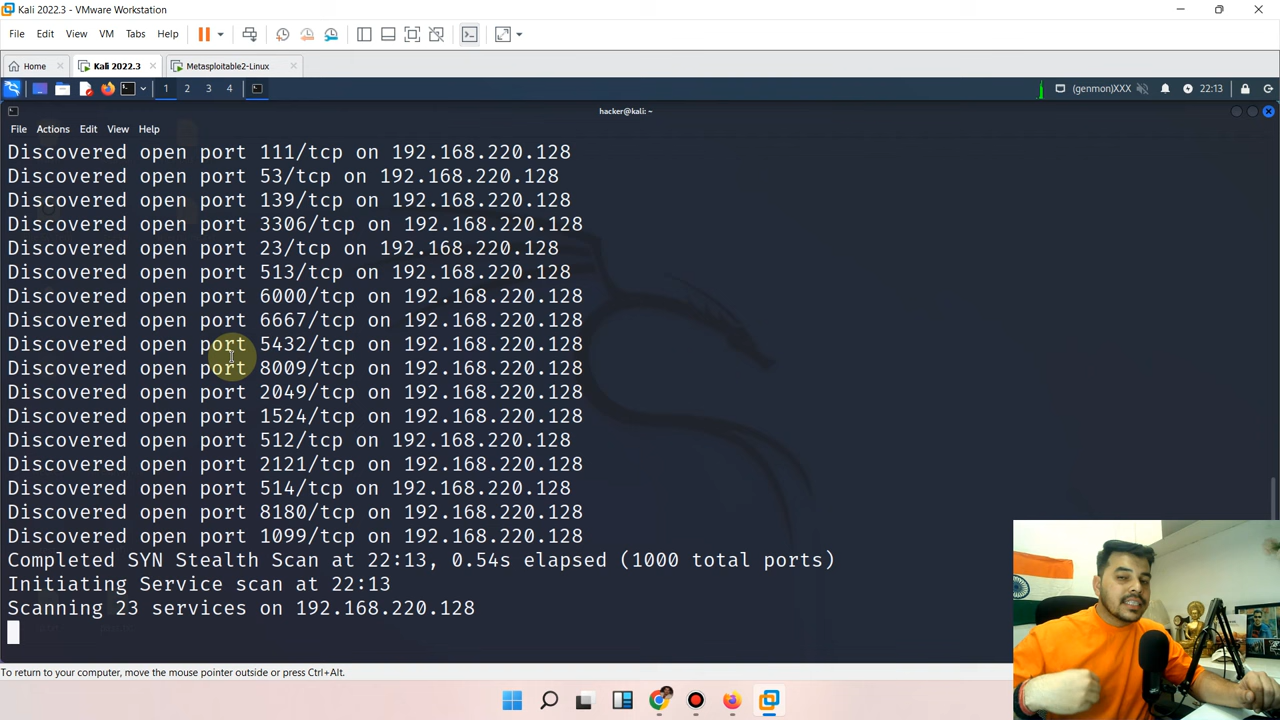 Kali 2022.3 - VMware Workstation
File Edit View VM Tabs Help
Home Kali 2022.3 Metasploitable2-Linux
1 2 3 4 (genmon)XXX 22:13
hacker@kali: ~
File Actions Edit View Help
Discovered open port 111/tcp on 192.168.220.128
Discovered open port 53/tcp on 192.168.220.128
Discovered open port 139/tcp on 192.168.220.128
Discovered open port 3306/tcp on 192.168.220.128
Discovered open port 23/tcp on 192.168.220.128
Discovered open port 513/tcp on 192.168.220.128
Discovered open port 6000/tcp on 192.168.220.128
Discovered open port 6667/tcp on 192.168.220.128
Discovered open port 5432/tcp on 192.168.220.128
Discovered open port 8009/tcp on 192.168.220.128
Discovered open port 2049/tcp on 192.168.220.128
Discovered open port 1524/tcp on 192.168.220.128
Discovered open port 512/tcp on 192.168.220.128
Discovered open port 2121/tcp on 192.168.220.128
Discovered open port 514/tcp on 192.168.220.128
Discovered open port 8180/tcp on 192.168.220.128
Discovered open port 1099/tcp on 192.168.220.128
Completed SYN Stealth Scan at 22:13, 0.54s elapsed (1000 total ports)
Initiating Service scan at 22:13
Scanning 23 services on 192.168.220.128
To return to your computer, move the mouse pointer outside or press Ctrl+Alt.